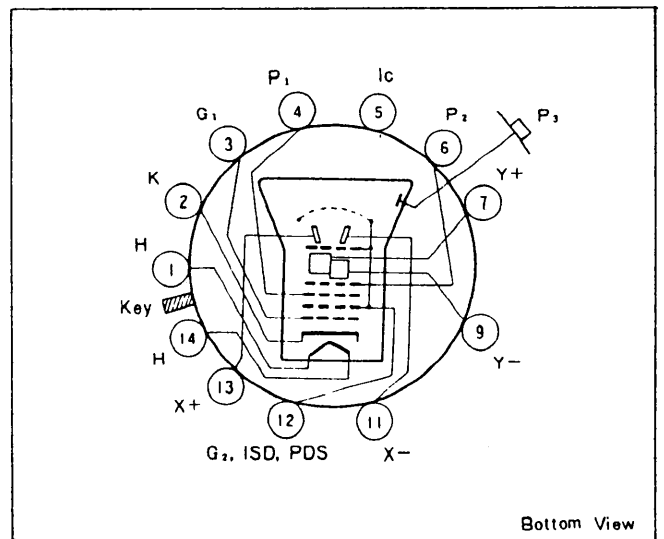 P₁
Ic
4
5
G₁
P₂
P₃
3
6
K
Y+
2
7
H
1
Key
14
9
H
Y−
13
X+
12
11
X−
G₂, ISD, PDS
Bottom View